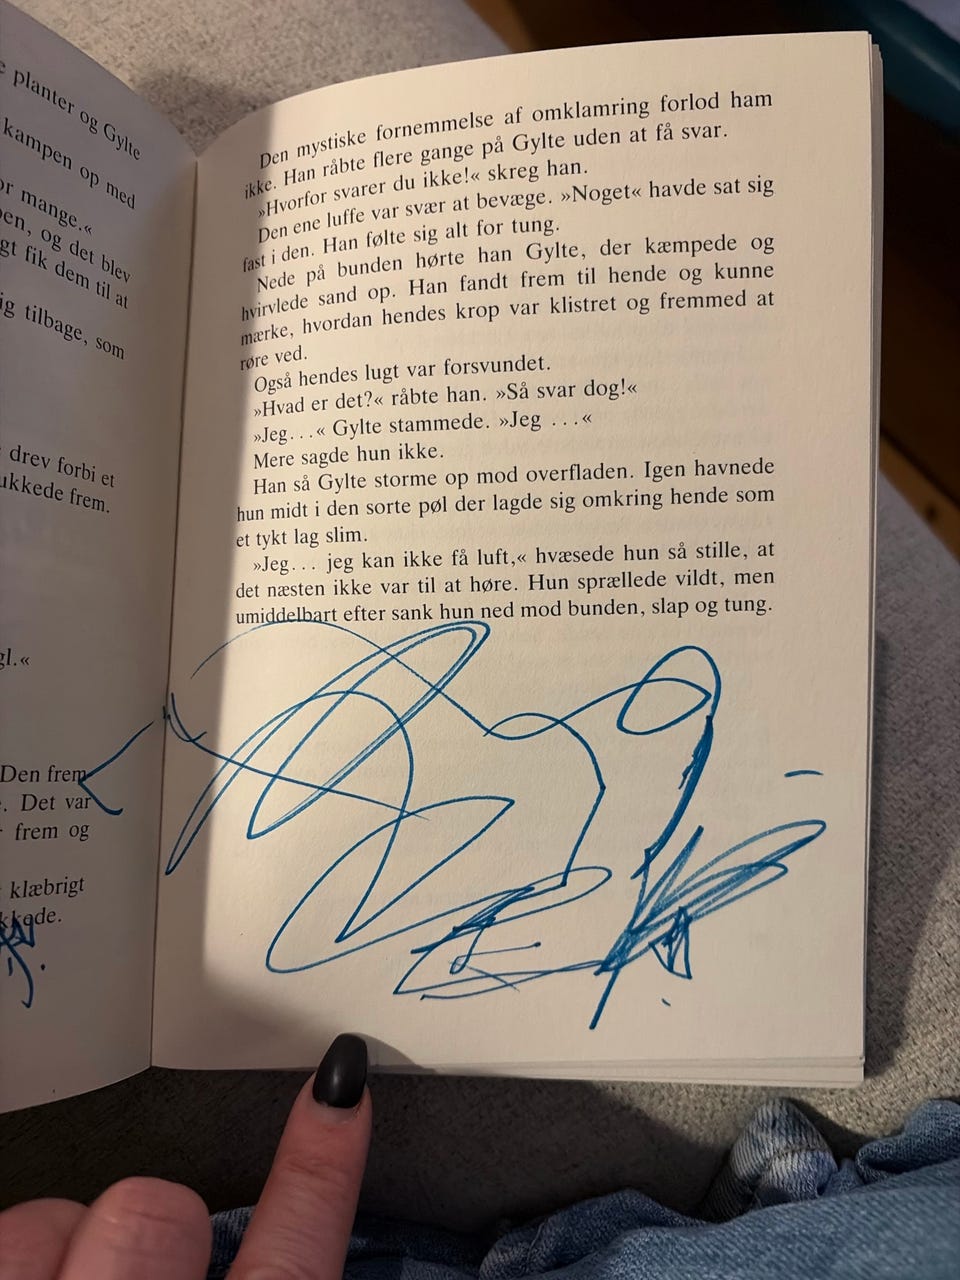 planter og Gylte
kampen op med
mange.«
og det blev
fik dem til at
tilbage, som
drev forbi et
frem.
Den frem
Det var
frem og
klæbrigt
Den mystiske fornemmelse af omklamring forlod ham
ikke. Han råbte flere gange på Gylte uden at få svar.
»Hvorfor svarer du ikke!« skreg han.
Den ene luffe var svær at bevæge. »Noget« havde sat sig
fast i den. Han følte sig alt for tung.
Nede på bunden hørte han Gylte, der kæmpede og
hvirvlede sand op. Han fandt frem til hende og kunne
mærke, hvordan hendes krop var klistret og fremmed at
røre ved.
Også hendes lugt var forsvundet.
»Hvad er det?« råbte han. »Så svar dog!«
»Jeg...« Gylte stammede. »Jeg ...«
Mere sagde hun ikke.
Han så Gylte storme op mod overfladen. Igen havnede
hun midt i den sorte pøl der lagde sig omkring hende som
et tykt lag slim.
»Jeg... jeg kan ikke få luft,« hvæsede hun så stille, at
det næsten ikke var til at høre. Hun sprællede vildt, men
umiddelbart efter sank hun ned mod bunden, slap og tung.